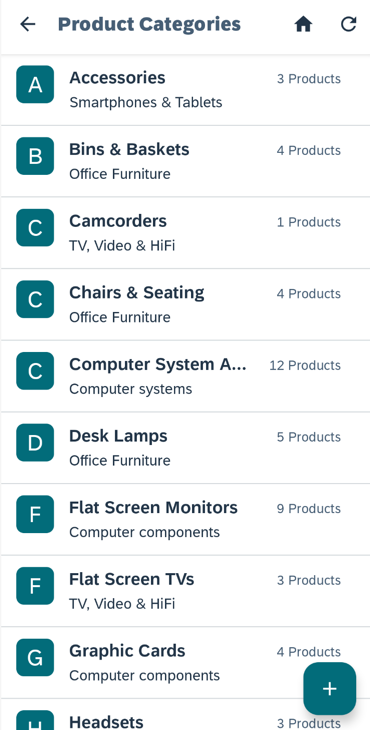 Product Categories
A
Accessories
3 Products
Smartphones & Tablets
B
Bins & Baskets
4 Products
Office Furniture
C
Camcorders
1 Products
TV, Video & HiFi
C
Chairs & Seating
4 Products
Office Furniture
C
Computer System A...
12 Products
Computer systems
D
Desk Lamps
5 Products
Office Furniture
F
Flat Screen Monitors
9 Products
Computer components
F
Flat Screen TVs
3 Products
TV, Video & HiFi
G
Graphic Cards
4 Products
Computer components
H
Headsets
3 Products